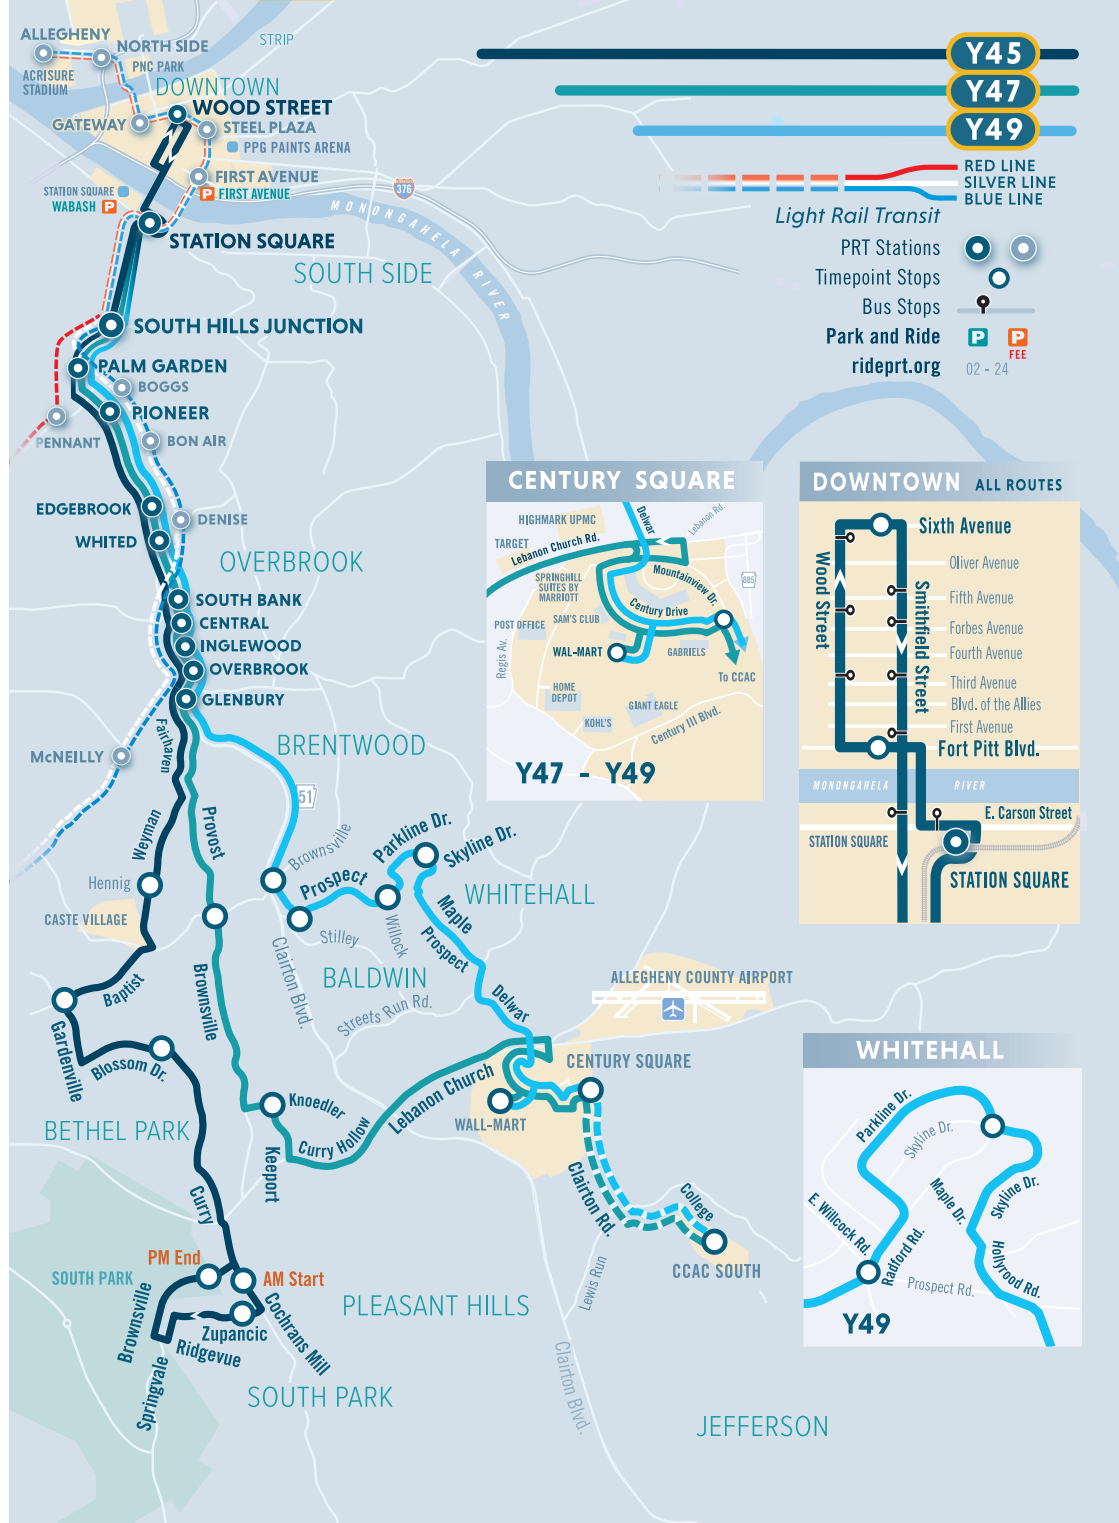 ALLEGHENY
NORTH SIDE
STRIP
PNC PARK
ACRISURE
STADIUM
DOWNTOWN
WOOD STREET
GATEWAY
STEEL PLAZA
PPG PAINTS ARENA
FIRST AVENUE
P FIRST AVENUE
STATION SQUARE
WABASH P
376
MONONGAHELA RIVER
STATION SQUARE
SOUTH SIDE
SOUTH HILLS JUNCTION
PALM GARDEN
BOGGS
PIONEER
PENNANT
BON AIR
EDGEBROOK
DENISE
WHITED
OVERBROOK
SOUTH BANK
CENTRAL
INGLEWOOD
OVERBROOK
GLENBURY
Fairhaven
BRENTWOOD
McNEILLY
51
Y45
Y47
Y49
RED LINE
SILVER LINE
BLUE LINE
Light Rail Transit
PRT Stations
Timepoint Stops
Bus Stops
Park and Ride P P
FEE
rideprt.org
02 - 24
CENTURY SQUARE
HIGHMARK UPMC
Delwar
Lebanon Rd.
TARGET
Lebanon Church Rd.
Mountainview Dr.
885
SPRINGHILL
SUITES BY
MARRIOTT
Century Drive
POST OFFICE
SAM'S CLUB
WAL-MART
GABRIELS
Regis Av.
To CCAC
HOME
DEPOT
GIANT EAGLE
KOHL'S
Century III Blvd.
Y47 - Y49
DOWNTOWN ALL ROUTES
Sixth Avenue
Wood Street
Oliver Avenue
Smithfield Street
Fifth Avenue
Forbes Avenue
Fourth Avenue
Third Avenue
Blvd. of the Allies
First Avenue
Fort Pitt Blvd.
MONONGAHELA RIVER
E. Carson Street
STATION SQUARE
STATION SQUARE
Weyman
Provost
Brownsville
Parkline Dr.
Skyline Dr.
Prospect
Hennig
WHITEHALL
Maple
Willock
CASTE VILLAGE
Stilley
Prospect
Clairton Blvd.
BALDWIN
Baptist
Brownsville
Streets Run Rd.
Delwar
ALLEGHENY COUNTY AIRPORT
Gardenville
Blossom Dr.
CENTURY SQUARE
Lebanon Church
Knoedler
WALL-MART
BETHEL PARK
Curry Hollow
Keeport
Clairton Rd.
College
Curry
CCAC SOUTH
PM End
SOUTH PARK
AM Start
Lewis Run
Brownsville
Cochrans Mill
PLEASANT HILLS
Zupancic
Ridgevue
Springvale
Clairton Blvd.
SOUTH PARK
JEFFERSON
WHITEHALL
Parkline Dr.
Skyline Dr.
Maple Dr.
Skyline Dr.
E. Willcock Rd.
Radford Rd.
Hollyrood Rd.
Prospect Rd.
Y49